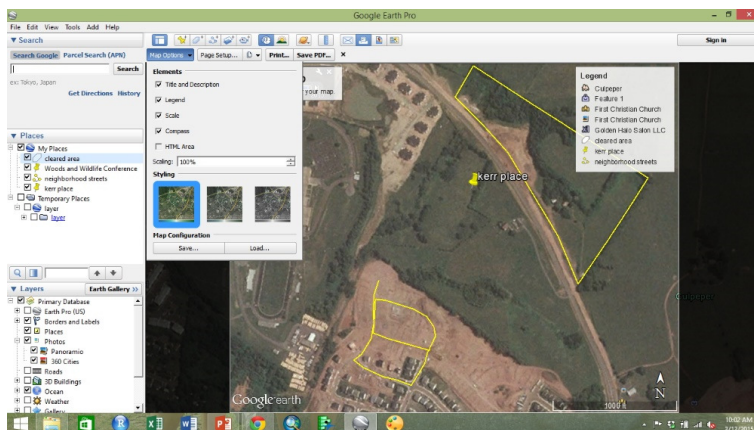 Google Earth Pro
File Edit View Tools Add Help
Search
Sign in
Search Google Parcel Search (APN)
Map Options Page Setup... Print... Save PDF... ×
Search
ex: Tokyo, Japan
Get Directions History
Elements
Title and Description
Legend
Scale
Compass
HTML Area
Scaling: 100%
Styling
Map Configuration
Save... Load...
your map
Legend
Culpeper
Feature 1
First Christian Church
First Christian Church
Golden Halo Salon LLC
cleared area
kerr place
neighborhood streets
Places
My Places
cleared area
Woods and Wildlife Conference
neighborhood streets
kerr place
Temporary Places
layer
layer
kerr place
Layers
Earth Gallery >>
Primary Database
Earth Pro (US)
Borders and Labels
Places
Photos
Panoramio
360 Cities
Roads
3D Buildings
Ocean
Weather
Gallery
Google earth
1000 ft
N
10:02 AM